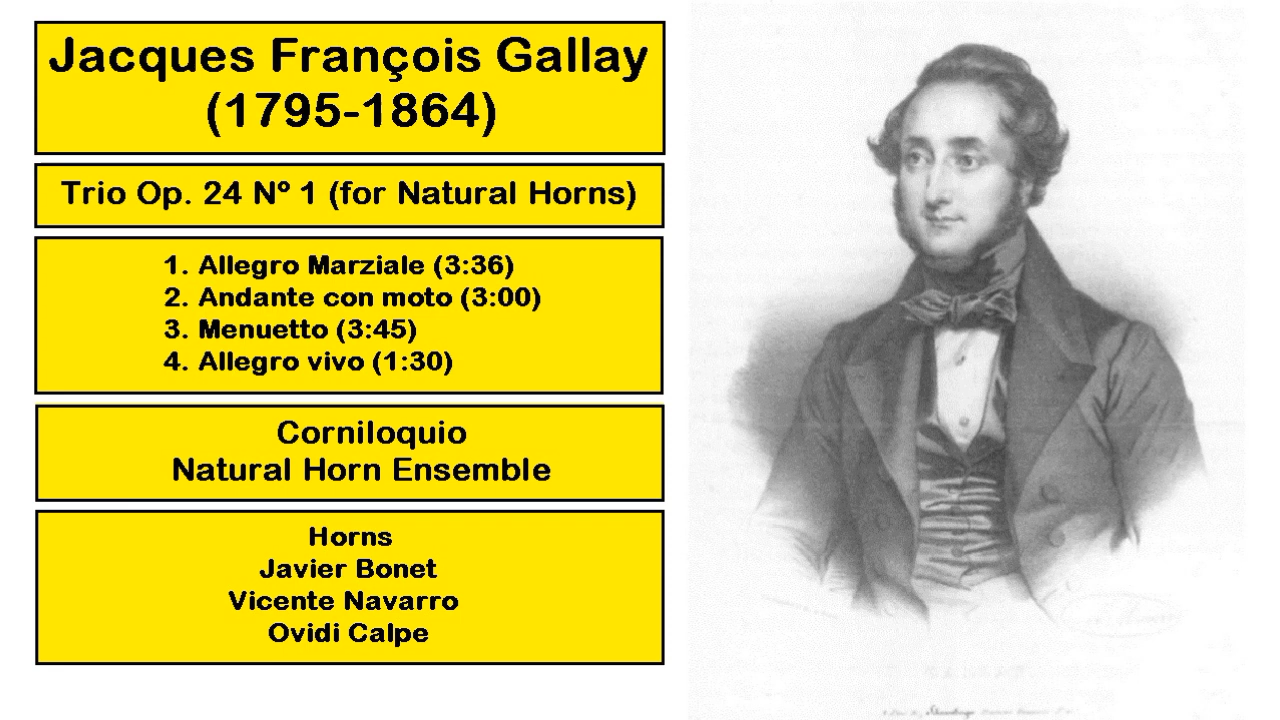 Jacques François Gallay
(1795-1864)
Trio Op. 24 Nº 1 (for Natural Horns)
1. Allegro Marziale (3:36)
2. Andante con moto (3:00)
3. Menuetto (3:45)
4. Allegro vivo (1:30)
Corniloquio
Natural Horn Ensemble
Horns
Javier Bonet
Vicente Navarro
Ovidi Calpe